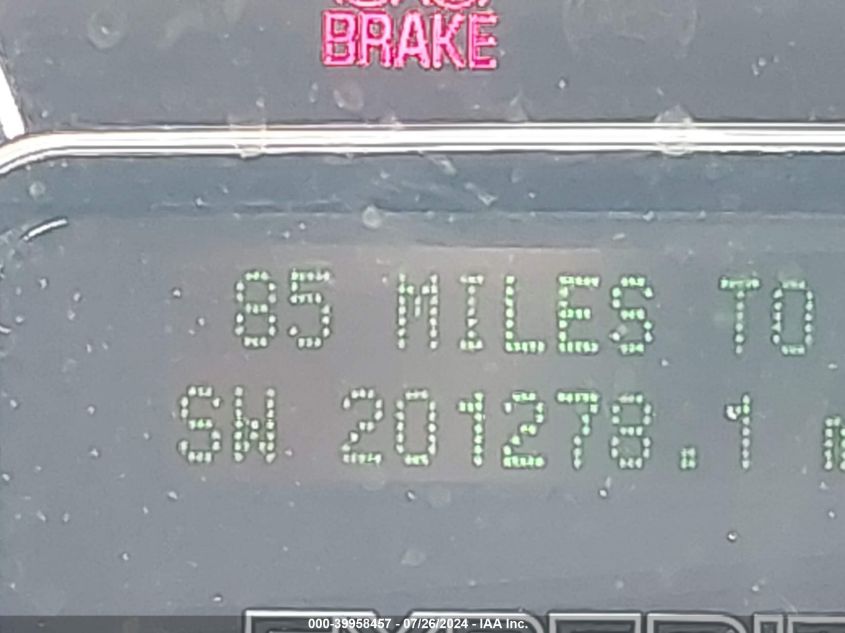 BRAKE
85 MILES TO
SW 201278.1 m
000-39958457 - 07/26/2024 - IAA Inc.